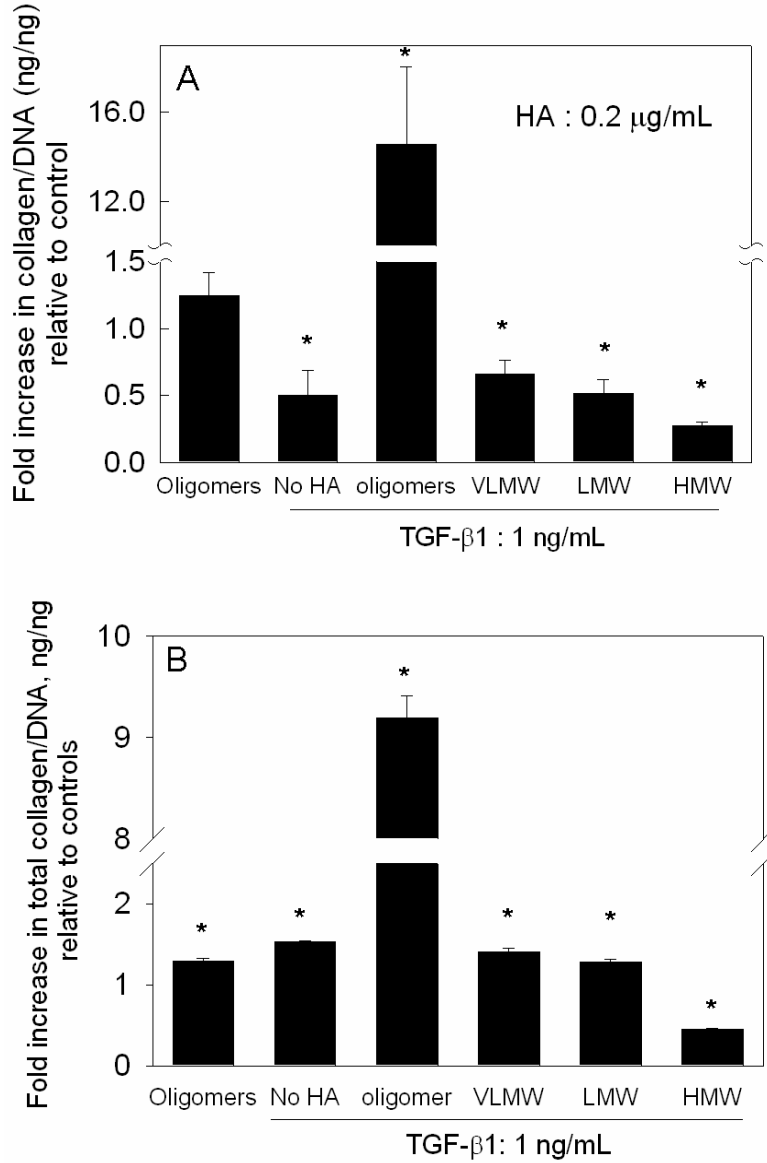 Fold increase in collagen/DNA (ng/ng)
relative to control
A
*
HA : 0.2 μg/mL
16.0
12.0
1.5
1.0
0.5
0.0
*
*
*
*
Oligomers No HA oligomers VLMW LMW HMW
TGF-β1 : 1 ng/mL
Fold increase in total collagen/DNA, ng/ng
relative to controls
B
10
9
8
2
1
0
*
*
*
*
*
*
Oligomers No HA oligomer VLMW LMW HMW
TGF-β1: 1 ng/mL